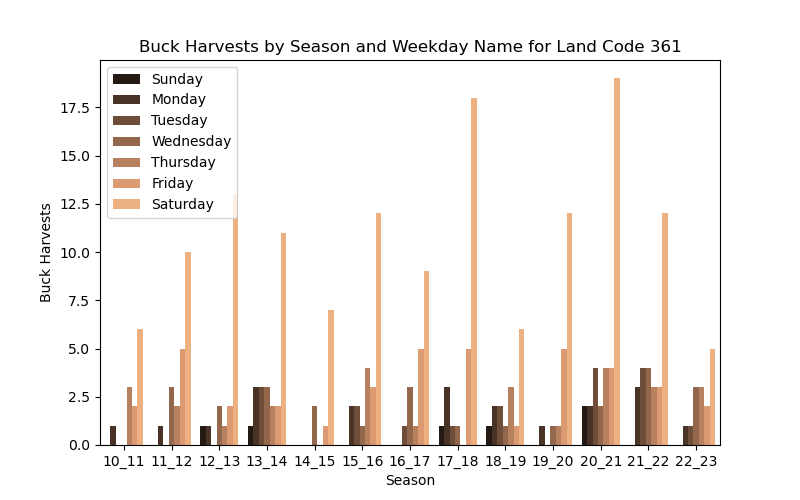 Buck Harvests by Season and Weekday Name for Land Code 361
Sunday
Monday
Tuesday
Wednesday
Thursday
Friday
Saturday
17.5
15.0
12.5
10.0
7.5
5.0
2.5
0.0
Buck Harvests
10_11 11_12 12_13 13_14 14_15 15_16 16_17 17_18 18_19 19_20 20_21 21_22 22_23
Season